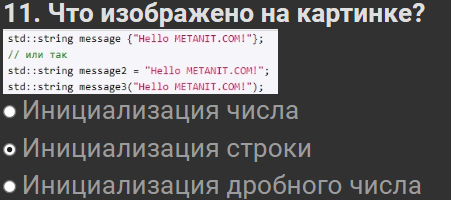 11. Что изображено на картинке?
std::string message {"Hello METANIT.COM!"};
// или так
std::string message2 = "Hello METANIT.COM!";
std::string message3("Hello METANIT.COM!");
Инициализация числа
Инициализация строки
Инициализация дробного числа